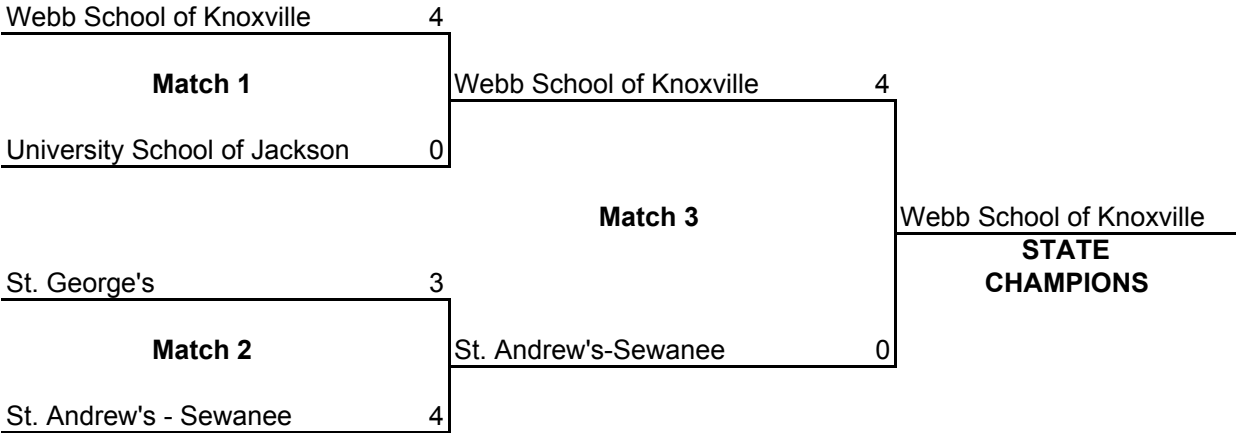 Webb School of Knoxville 4
Match 1
Webb School of Knoxville 4
University School of Jackson 0
Match 3
Webb School of Knoxville
STATE
CHAMPIONS
St. George's 3
Match 2
St. Andrew's-Sewanee 0
St. Andrew's - Sewanee 4